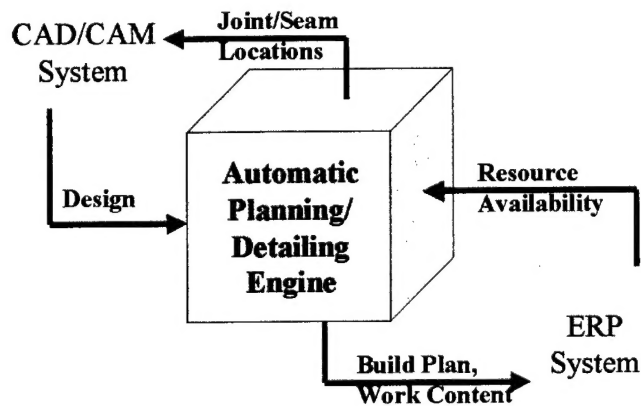 CAD/CAM
System
Joint/Seam
Locations
Design
Automatic
Planning/
Detailing
Engine
Resource
Availability
Build Plan,
Work Content
ERP
System